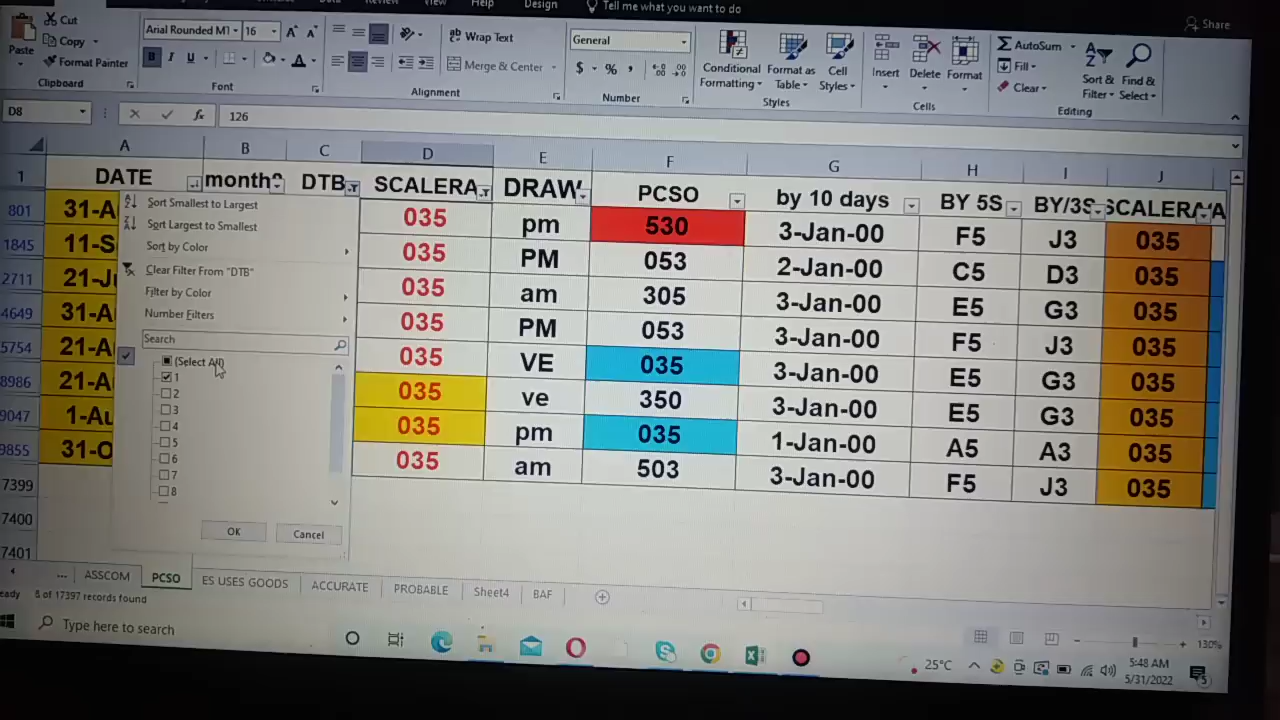 Review View Help Design Tell me what you want to do Share
Cut
Copy
Format Painter
Paste
Clipboard
Arial Rounded MT 16
B I U A
Font
Wrap Text
Merge & Center
Alignment
General
$ % ,
Number
Conditional Formatting
Format as Table
Cell Styles
Styles
Insert Delete Format
Cells
AutoSum
Fill
Clear
Sort & Filter
Find & Select
Editing
D8 fx 126
A B C D E F G H I J
1 DATE month DTB SCALERA DRAW PCSO by 10 days BY 5S BY/3S SCALERA
801 31-A 035 pm 530 3-Jan-00 F5 J3 035
1845 11-S 035 PM 053 2-Jan-00 C5 D3 035
2711 21-Ju 035 am 305 3-Jan-00 E5 G3 035
4649 31-A 035 PM 053 3-Jan-00 F5 J3 035
5754 21-A 035 VE 035 3-Jan-00 E5 G3 035
8986 21-A 035 ve 350 3-Jan-00 E5 G3 035
9047 1-Au 035 pm 035 1-Jan-00 A5 A3 035
9855 31-O 035 am 503 3-Jan-00 F5 J3 035
7399
7400
7401
Sort Smallest to Largest
Sort Largest to Smallest
Sort by Color
Clear Filter From "DTB"
Filter by Color
Number Filters
Search
(Select All)
1
2
3
4
5
6
7
8
OK Cancel
... ASSCOM PCSO ES USES GOODS ACCURATE PROBABLE Sheet4 BAF
eady of 17397 records found 130%
Type here to search 25°C 5:48 AM
5/31/2022 5